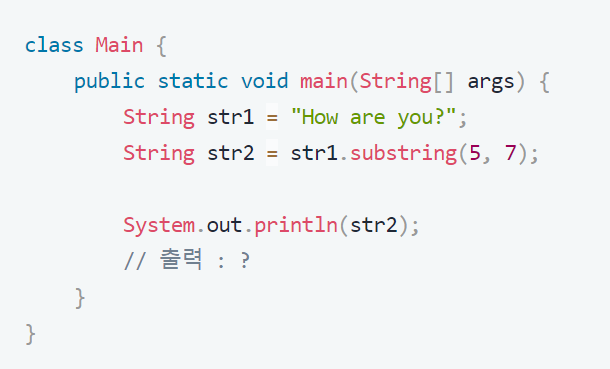 class Main {
    public static void main(String[] args) {
        String str1 = "How are you?";
        String str2 = str1.substring(5, 7);

        System.out.println(str2);
        // 출력 : ?
    }
}